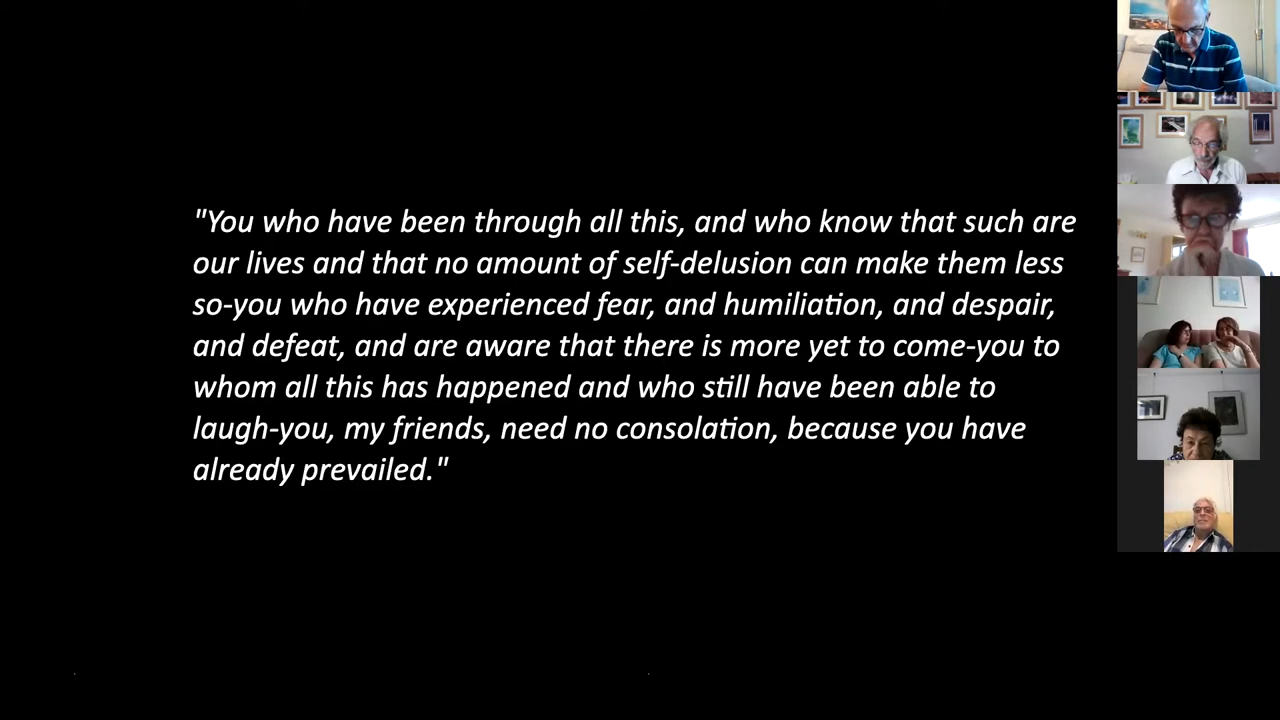 "You who have been through all this, and who know that such are
our lives and that no amount of self-delusion can make them less
so-you who have experienced fear, and humiliation, and despair,
and defeat, and are aware that there is more yet to come-you to
whom all this has happened and who still have been able to
laugh-you, my friends, need no consolation, because you have
already prevailed."